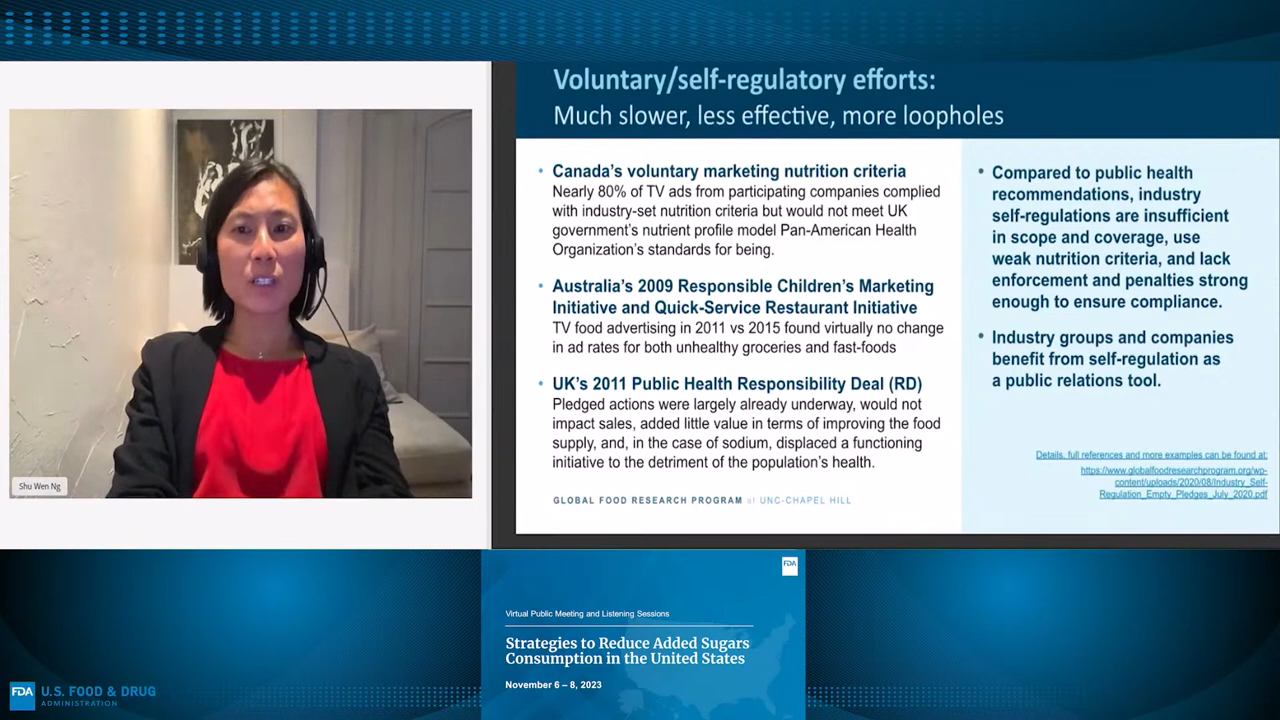 Voluntary/self-regulatory efforts:
Much slower, less effective, more loopholes
• Canada's voluntary marketing nutrition criteria
Nearly 80% of TV ads from participating companies complied
with industry-set nutrition criteria but would not meet UK
government's nutrient profile model Pan-American Health
Organization's standards for being.
• Australia's 2009 Responsible Children's Marketing
Initiative and Quick-Service Restaurant Initiative
TV food advertising in 2011 vs 2015 found virtually no change
in ad rates for both unhealthy groceries and fast-foods
• UK's 2011 Public Health Responsibility Deal (RD)
Pledged actions were largely already underway, would not
impact sales, added little value in terms of improving the food
supply, and, in the case of sodium, displaced a functioning
initiative to the detriment of the population's health.
GLOBAL FOOD RESEARCH PROGRAM at UNC-CHAPEL HILL
• Compared to public health
recommendations, industry
self-regulations are insufficient
in scope and coverage, use
weak nutrition criteria, and lack
enforcement and penalties strong
enough to ensure compliance.
• Industry groups and companies
benefit from self-regulation as
a public relations tool.
Details, full references and more examples can be found at:
https://www.globalfoodresearchprogram.org/wp-
content/uploads/2020/08/Industry_Self-
Regulation_Empty_Pledges_July_2020.pdf
Shu Wen Ng
FDA
Virtual Public Meeting and Listening Sessions
Strategies to Reduce Added Sugars
Consumption in the United States
November 6 – 8, 2023
FDA U.S. FOOD & DRUG
ADMINISTRATION